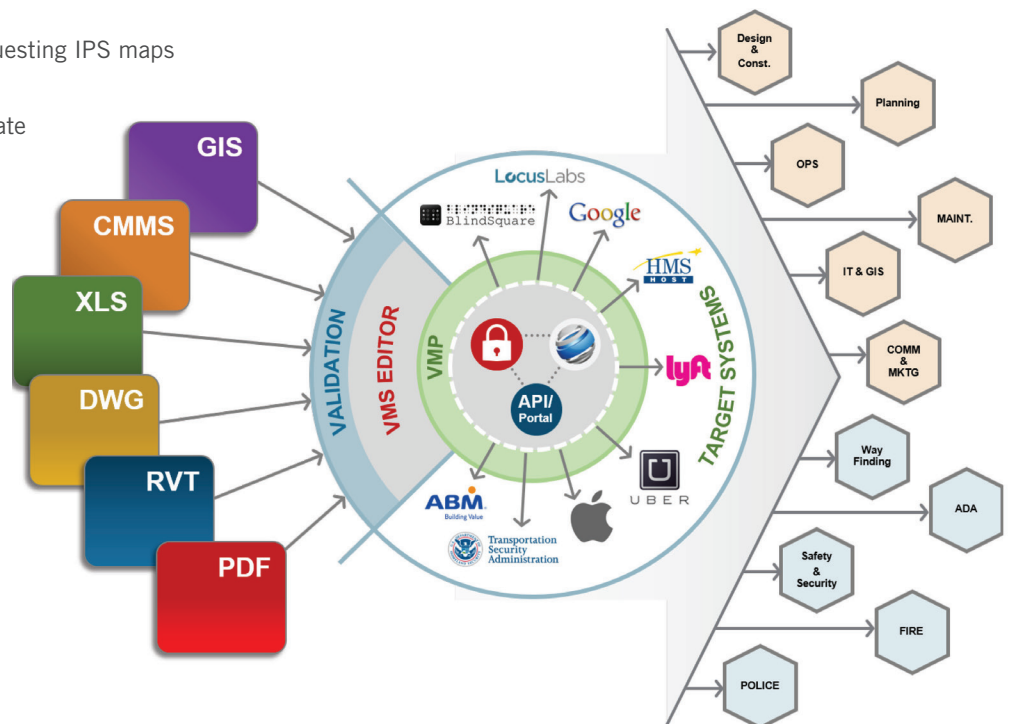 uesting IPS maps
ate
GIS
CMMS
XLS
DWG
RVT
PDF
VALIDATION
VMS EDITOR
VMP
API/
Portal
TARGET SYSTEMS
LocusLabs
BlindSquare
Google
HMS
HOST
lyft
UBER
ABM
Building Value
Transportation
Security
Administration
Design
&
Const.
Planning
OPS
MAINT.
IT & GIS
COMM
&
MKTG
Way
Finding
ADA
Safety
&
Security
FIRE
POLICE